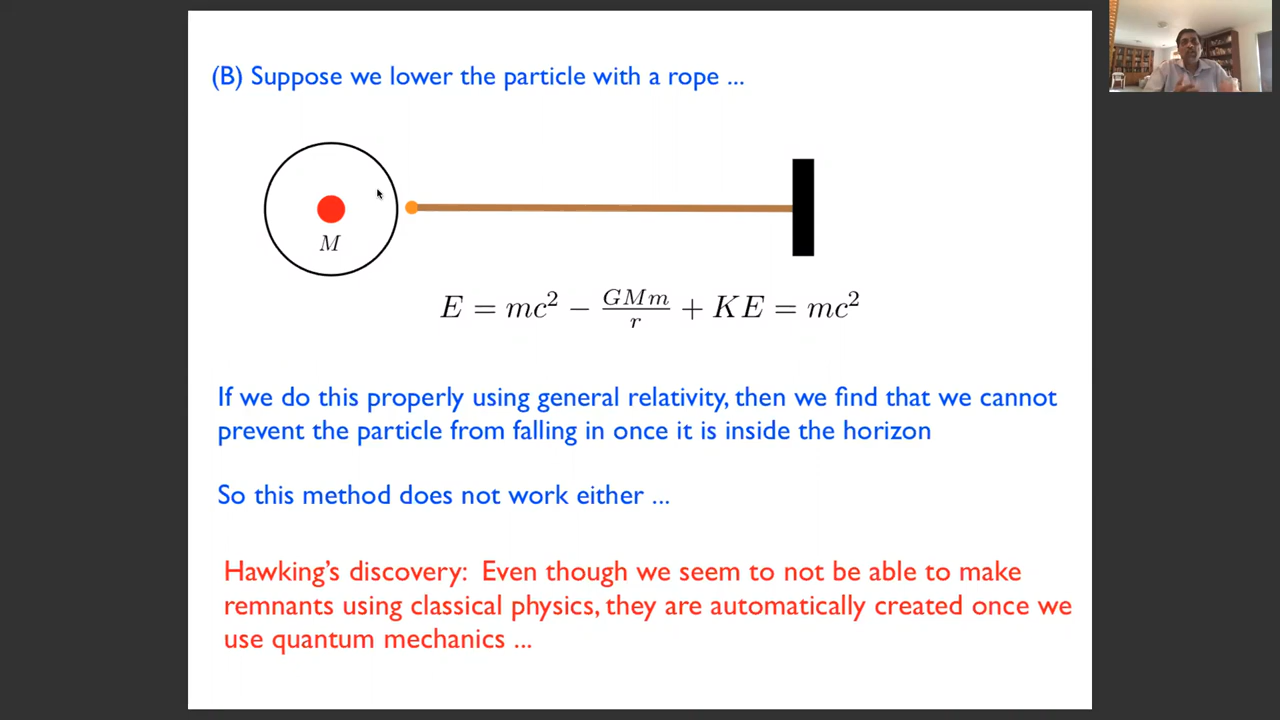 (B) Suppose we lower the particle with a rope ...
M
E = mc² − GMm/r + KE = mc²
If we do this properly using general relativity, then we find that we cannot
prevent the particle from falling in once it is inside the horizon
So this method does not work either ...
Hawking's discovery: Even though we seem to not be able to make
remnants using classical physics, they are automatically created once we
use quantum mechanics ...